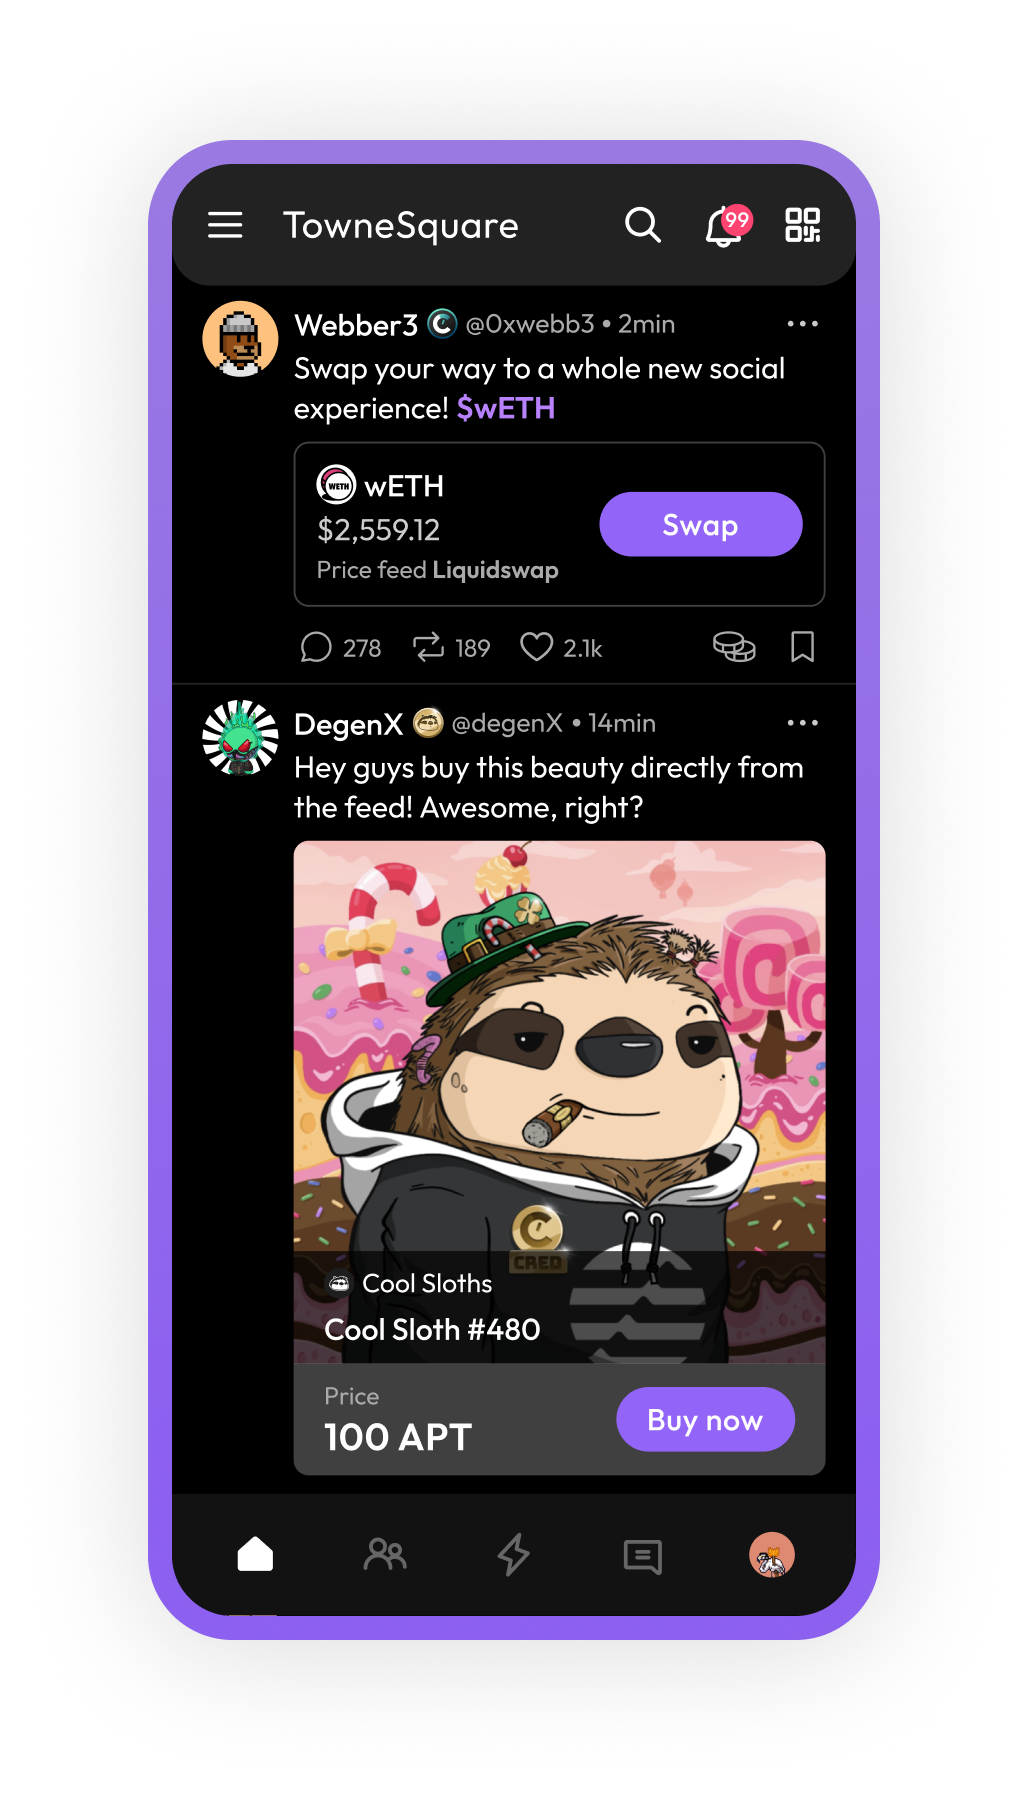 TowneSquare
99
Webber3 @0xwebb3 • 2min
Swap your way to a whole new social
experience! $wETH
WETH
wETH
$2,559.12
Swap
Price feed Liquidswap
278 189 2.1k
DegenX @degenX • 14min
Hey guys buy this beauty directly from
the feed! Awesome, right?
C
CRED
Cool Sloths
Cool Sloth #480
Price
100 APT
Buy now